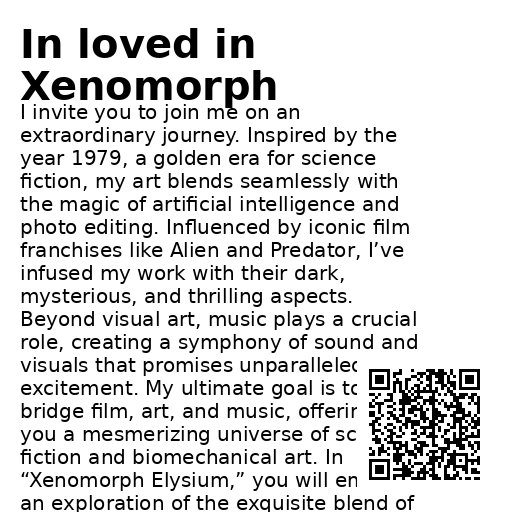 In loved in
Xenomorph
I invite you to join me on an
extraordinary journey. Inspired by the
year 1979, a golden era for science
fiction, my art blends seamlessly with
the magic of artificial intelligence and
photo editing. Influenced by iconic film
franchises like Alien and Predator, I’ve
infused my work with their dark,
mysterious, and thrilling aspects.
Beyond visual art, music plays a crucial
role, creating a symphony of sound and
visuals that promises
excitement. My ultimate goal is
bridge film, art, and music,
you a mesmerizing universe of
fiction and biomechanical art. In
“Xenomorph Elysium,” you will
an exploration of the exquisite blend of